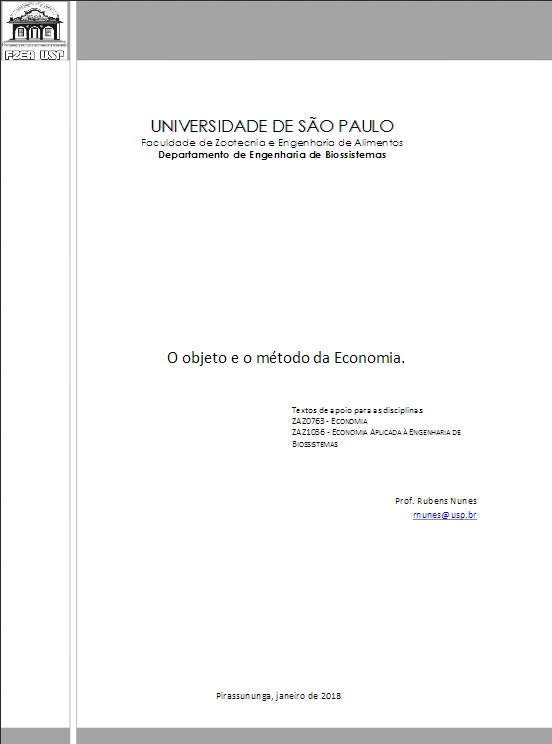 FZEA USP
UNIVERSIDADE DE SÃO PAULO
Faculdade de Zootecnia e Engenharia de Alimentos
Departamento de Engenharia de Biossistemas
O objeto e o método da Economia.
Textos de apoio para as disciplinas
ZAZ0763 - ECONOMIA
ZAZ1036 - ECONOMIA APLICADA À ENGENHARIA DE
BIOSSISTEMAS
Prof. Rubens Nunes
rnunes@usp.br
Pirassununga, janeiro de 2018